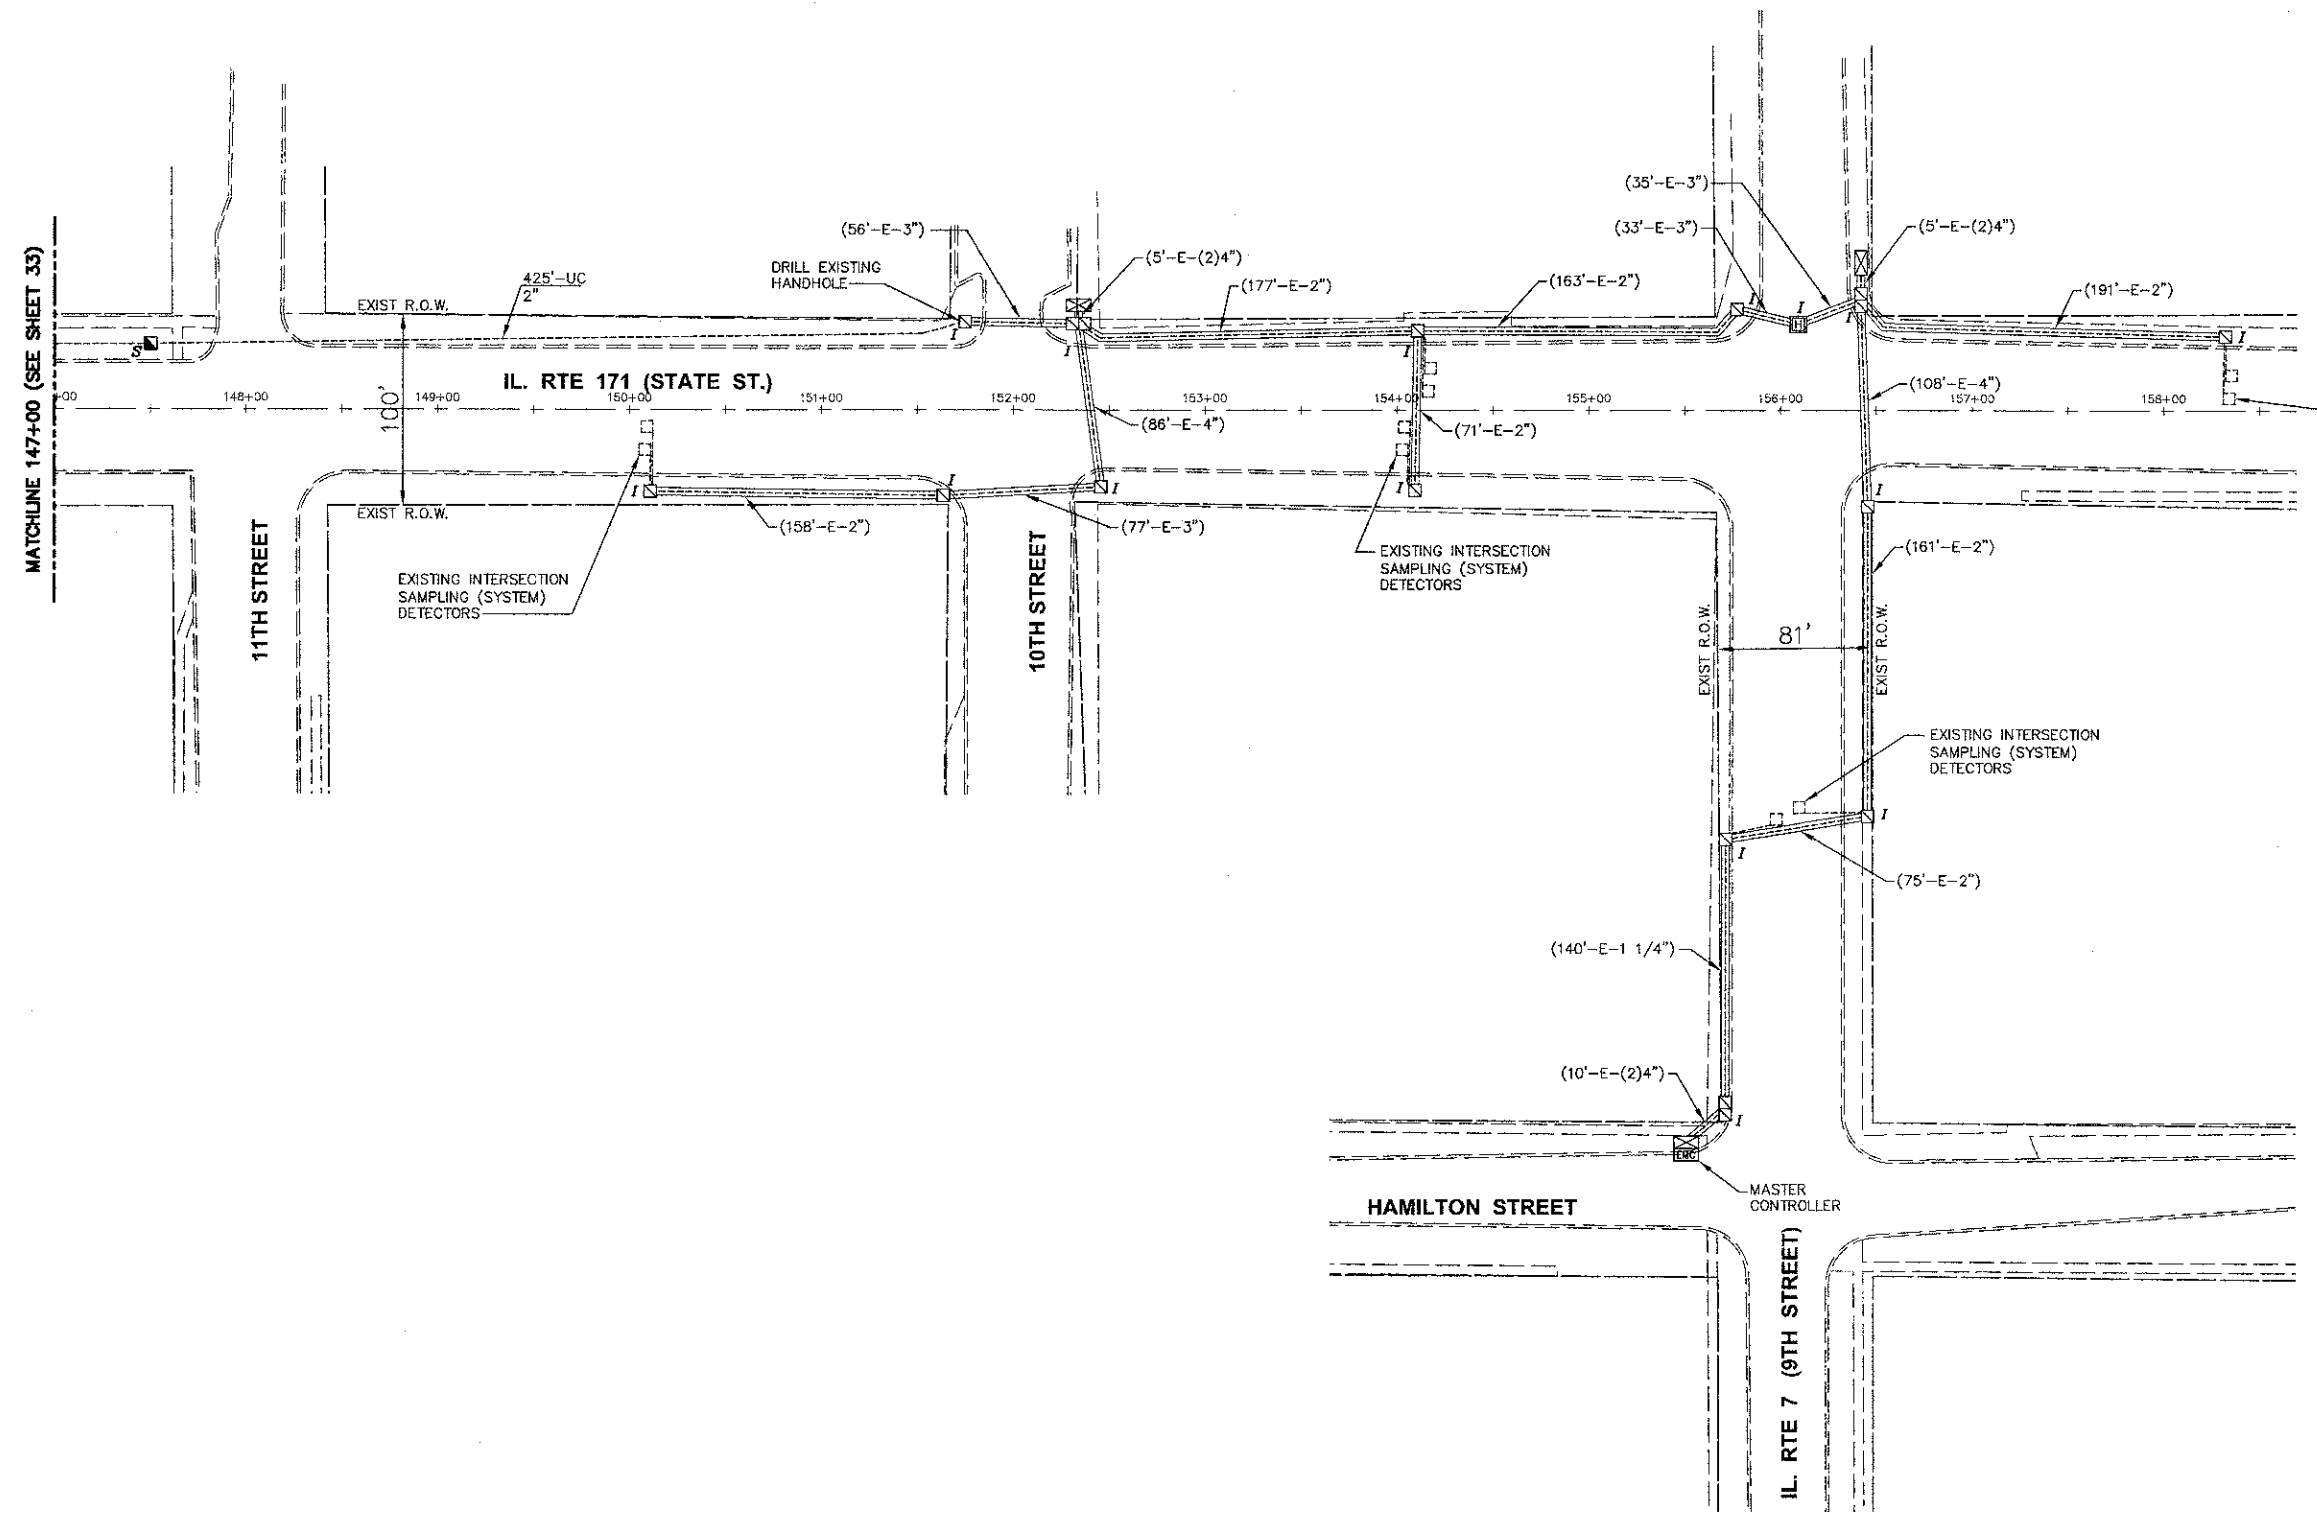 MATCHLINE 147+00 (SEE SHEET 33)
(35'-E-3")
(33'-E-3")
(5'-E-(2)4")
(56'-E-3")
(5'-E-(2)4")
DRILL EXISTING
HANDHOLE
(177'-E-2")
(163'-E-2")
(191'-E-2")
425'-UC
2"
EXIST R.O.W.
I
I
I
H
I
I
I
I
I
S
IL. RTE 171 (STATE ST.)
100'
+00
148+00
149+00
150+00
151+00
152+00
153+00
154+00
155+00
156+00
157+00
158+00
(108'-E-4")
(86'-E-4")
(71'-E-2")
I
I
I
I
I
EXIST R.O.W.
(158'-E-2")
(77'-E-3")
(161'-E-2")
EXISTING INTERSECTION
SAMPLING (SYSTEM)
DETECTORS
EXISTING INTERSECTION
SAMPLING (SYSTEM)
DETECTORS
11TH STREET
10TH STREET
EXIST R.O.W.
81'
EXIST R.O.W.
EXISTING INTERSECTION
SAMPLING (SYSTEM)
DETECTORS
I
I
(75'-E-2")
(140'-E-1 1/4")
(10'-E-(2)4")
I
EMC
MASTER
CONTROLLER
HAMILTON STREET
IL. RTE 7 (9TH STREET)